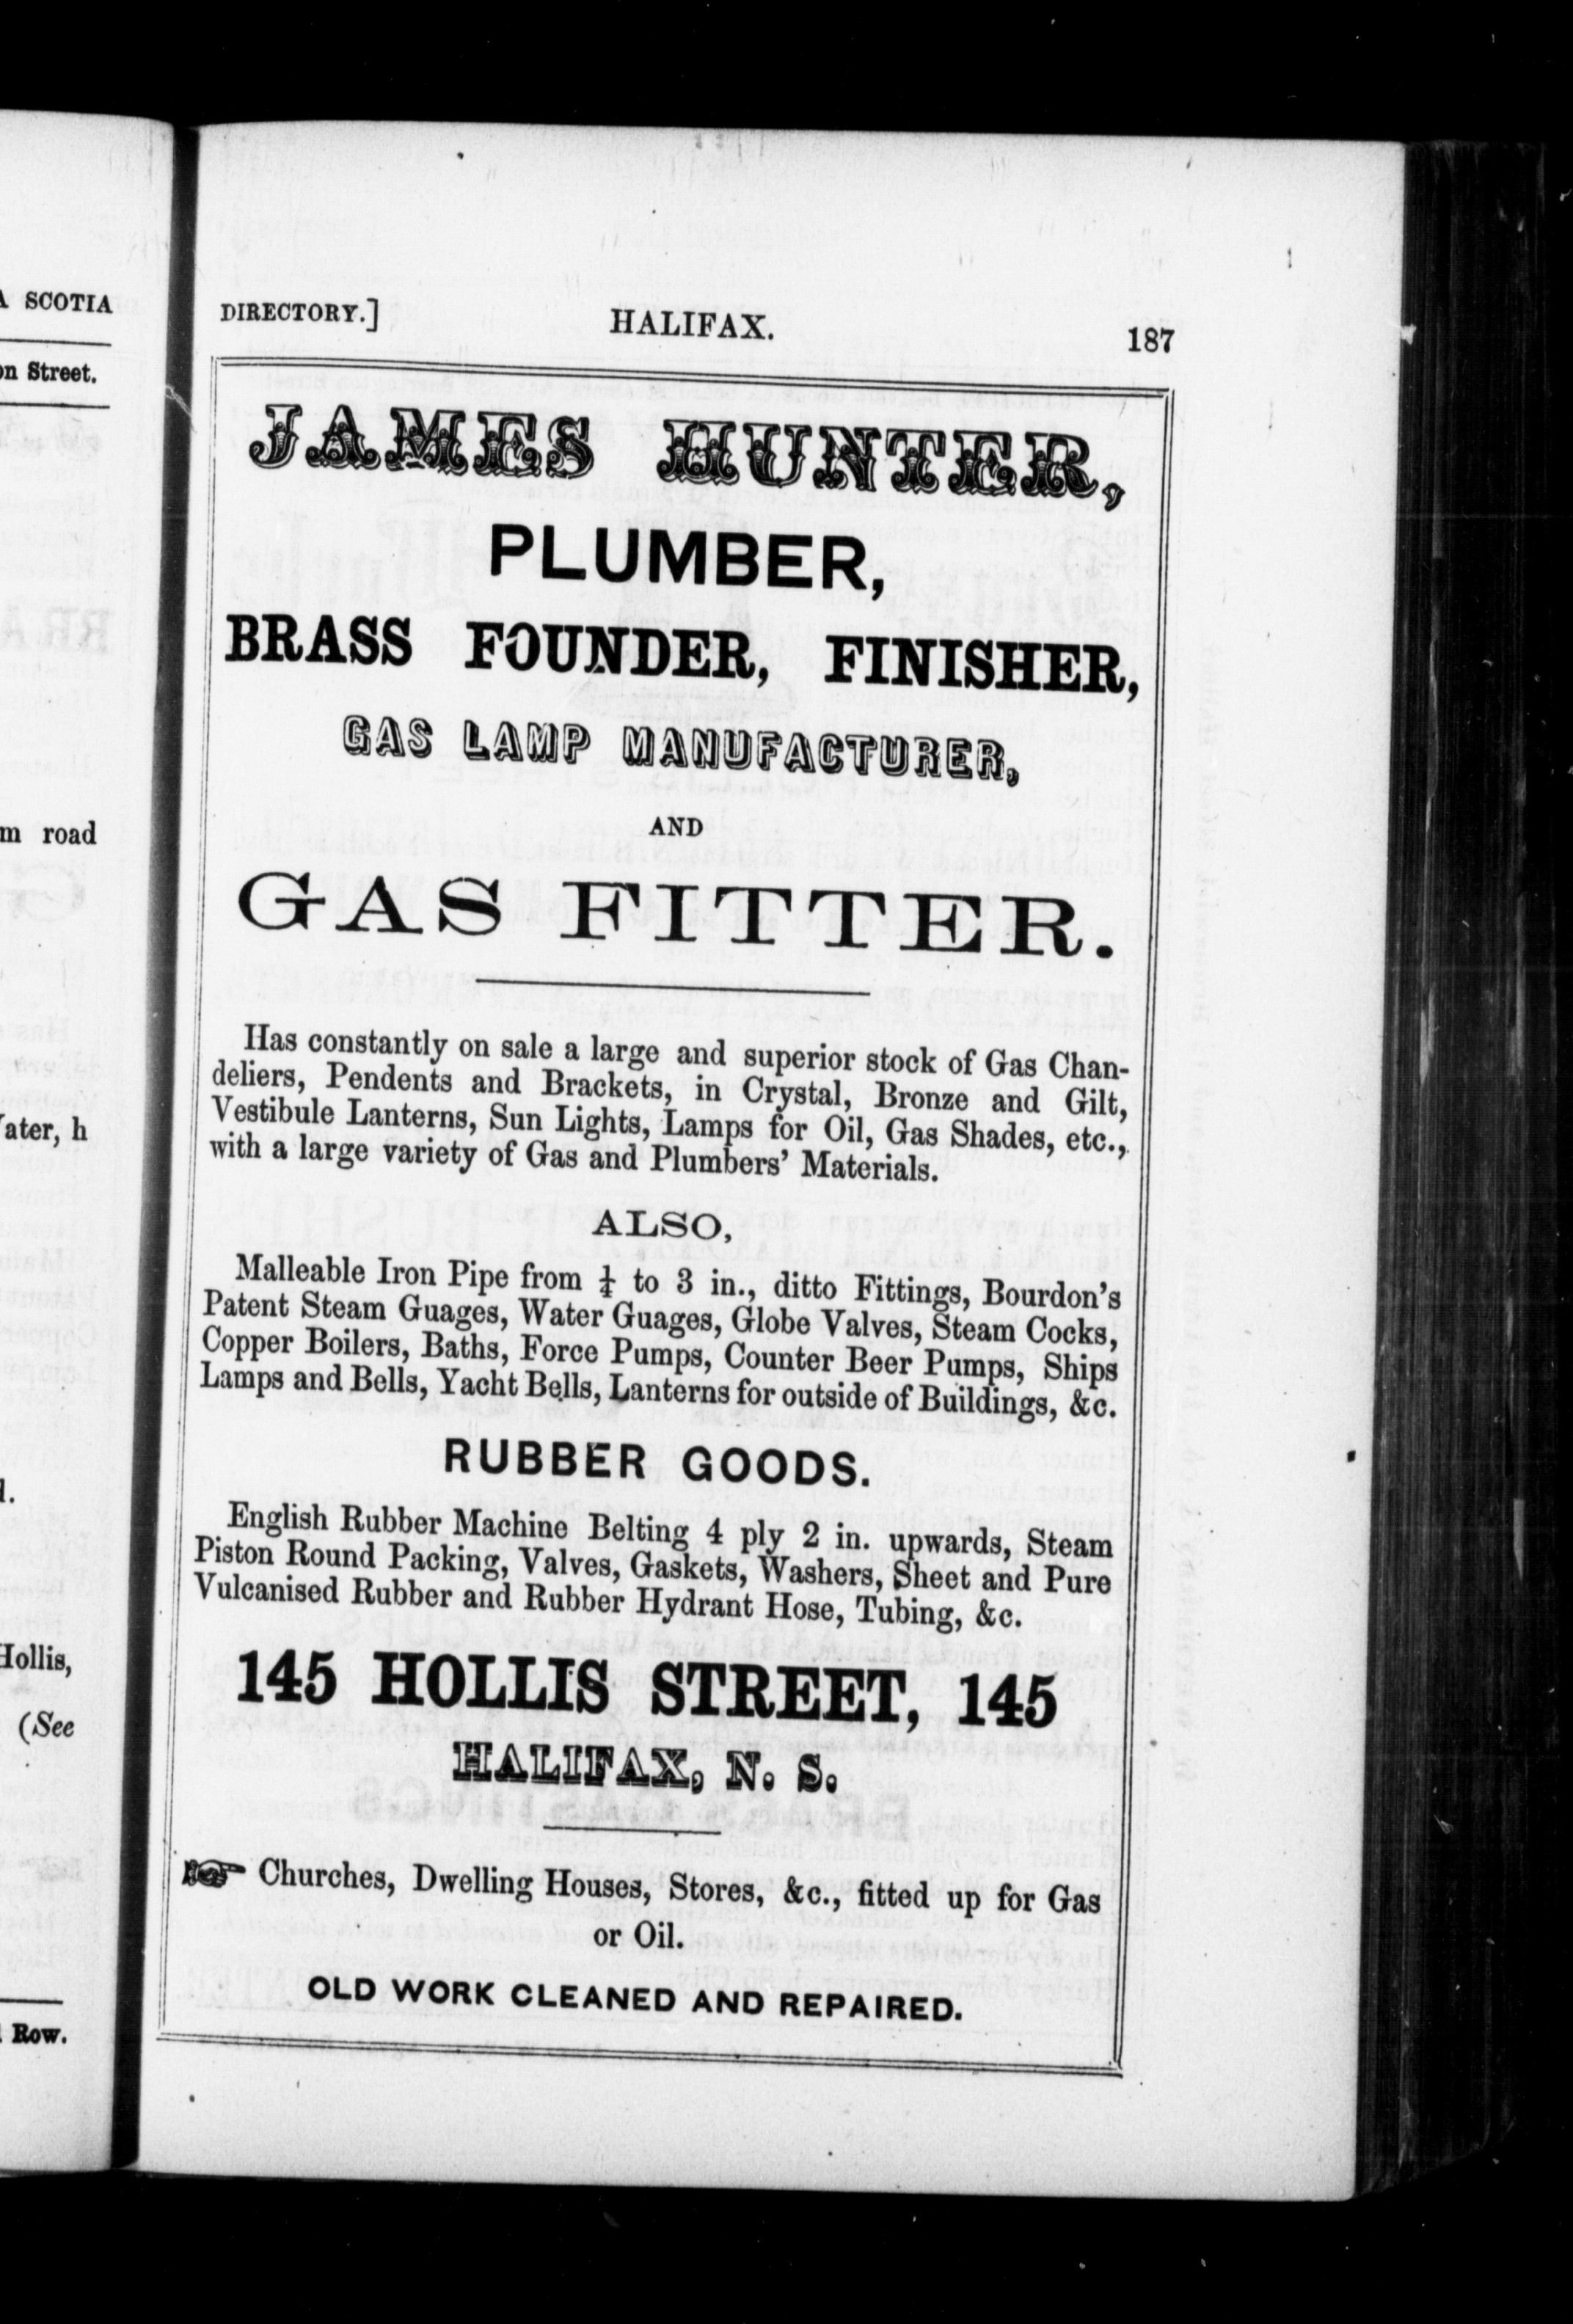 A SCOTIA
on Street.
m road
Water, h
d.
Hollis,
(See
Row.
DIRECTORY.] HALIFAX. 187
JAMES HUNTER,
PLUMBER,
BRASS FOUNDER, FINISHER,
GAS LAMP MANUFACTURER,
AND
GAS FITTER.
Has constantly on sale a large and superior stock of Gas Chan-
deliers, Pendents and Brackets, in Crystal, Bronze and Gilt,
Vestibule Lanterns, Sun Lights, Lamps for Oil, Gas Shades, etc.,
with a large variety of Gas and Plumbers' Materials.
ALSO,
Malleable Iron Pipe from ¼ to 3 in., ditto Fittings, Bourdon's
Patent Steam Guages, Water Guages, Globe Valves, Steam Cocks,
Copper Boilers, Baths, Force Pumps, Counter Beer Pumps, Ships
Lamps and Bells, Yacht Bells, Lanterns for outside of Buildings, &c.
RUBBER GOODS.
English Rubber Machine Belting 4 ply 2 in. upwards, Steam
Piston Round Packing, Valves, Gaskets, Washers, Sheet and Pure
Vulcanised Rubber and Rubber Hydrant Hose, Tubing, &c.
145 HOLLIS STREET, 145
HALIFAX, N. S.
☞ Churches, Dwelling Houses, Stores, &c., fitted up for Gas
or Oil.
OLD WORK CLEANED AND REPAIRED.